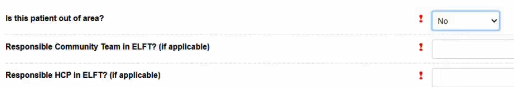 Is this patient out of area? ! No
Responsible Community Team in ELFT? (if applicable) !
Responsible HCP in ELFT? (if applicable) !